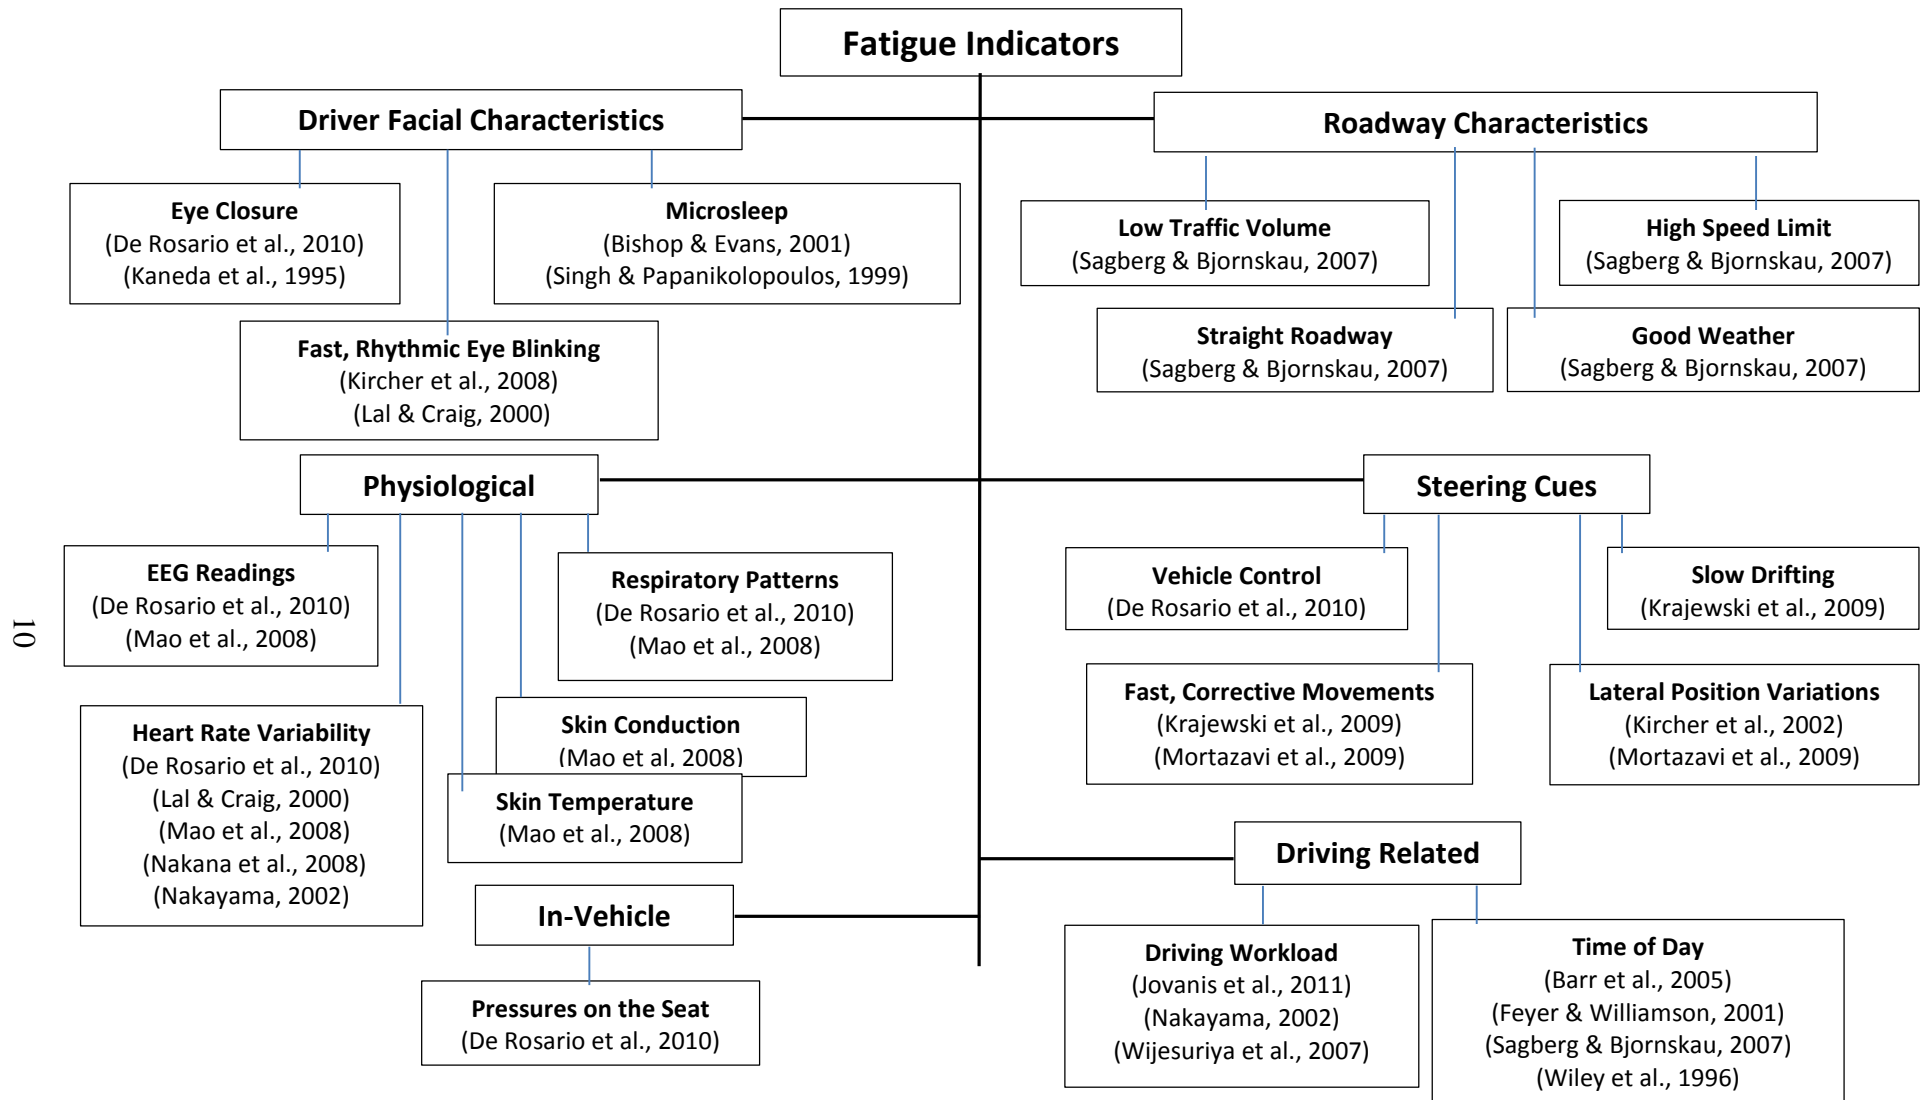 Fatigue Indicators
Driver Facial Characteristics
Roadway Characteristics
Eye Closure
(De Rosario et al., 2010)
(Kaneda et al., 1995)
Microsleep
(Bishop & Evans, 2001)
(Singh & Papanikolopoulos, 1999)
Fast, Rhythmic Eye Blinking
(Kircher et al., 2008)
(Lal & Craig, 2000)
Low Traffic Volume
(Sagberg & Bjornskau, 2007)
High Speed Limit
(Sagberg & Bjornskau, 2007)
Straight Roadway
(Sagberg & Bjornskau, 2007)
Good Weather
(Sagberg & Bjornskau, 2007)
Physiological
Steering Cues
EEG Readings
(De Rosario et al., 2010)
(Mao et al., 2008)
Respiratory Patterns
(De Rosario et al., 2010)
(Mao et al., 2008)
Heart Rate Variability
(De Rosario et al., 2010)
(Lal & Craig, 2000)
(Mao et al., 2008)
(Nakana et al., 2008)
(Nakayama, 2002)
Skin Conduction
(Mao et al. 2008)
Skin Temperature
(Mao et al., 2008)
Vehicle Control
(De Rosario et al., 2010)
Slow Drifting
(Krajewski et al., 2009)
Fast, Corrective Movements
(Krajewski et al., 2009)
(Mortazavi et al., 2009)
Lateral Position Variations
(Kircher et al., 2002)
(Mortazavi et al., 2009)
In-Vehicle
Pressures on the Seat
(De Rosario et al., 2010)
Driving Related
Driving Workload
(Jovanis et al., 2011)
(Nakayama, 2002)
(Wijesuriya et al., 2007)
Time of Day
(Barr et al., 2005)
(Feyer & Williamson, 2001)
(Sagberg & Bjornskau, 2007)
(Wiley et al., 1996)
10